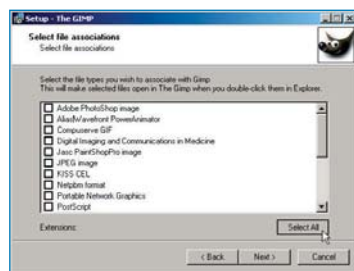 Setup - The GIMP
Select file associations
Select file associations
Select the file types you wish to associate with Gimp
This will make selected files open in The Gimp when you double-click them in Explorer.
Adobe PhotoShop image
Alias/Wavefront PowerAnimator
Compuserve GIF
Digital Imaging and Communications in Medicine
Jasc PaintShopPro image
JPEG image
KISS CEL
Netpbm format
Portable Network Graphics
PostScript
Extensions:
Select All
< Back
Next >
Cancel